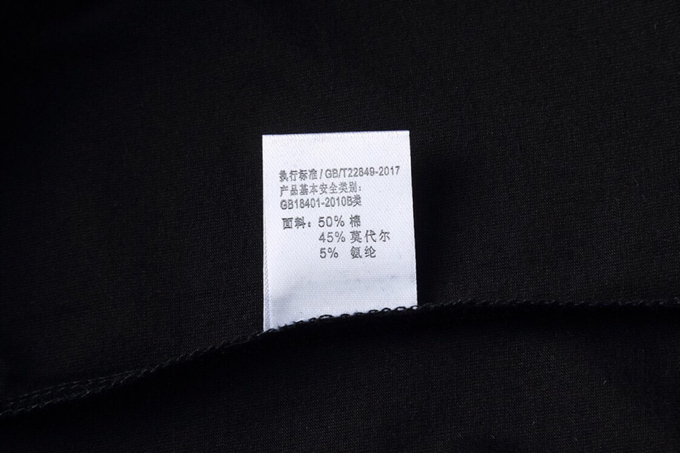 执行标准/GB/T22849-2017
产品基本安全类别:
GB18401-2010B类
面料: 50% 棉
45% 莫代尔
5% 氨纶